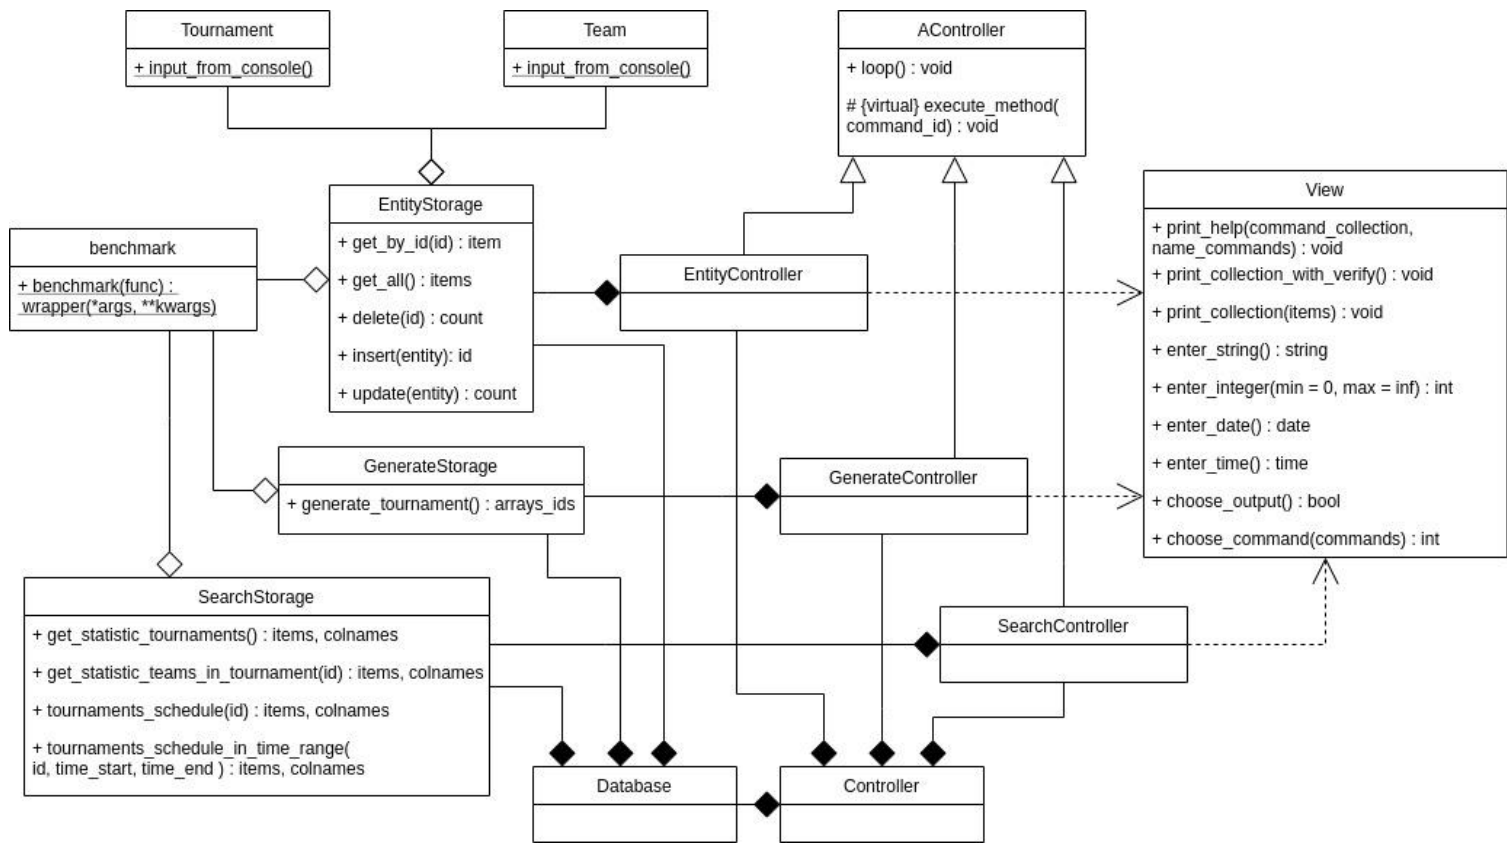 Tournament
+ input_from_console()
Team
+ input_from_console()
AController
+ loop() : void
# {virtual} execute_method(
command_id) : void
View
+ print_help(command_collection,
name_commands) : void
+ print_collection_with_verify() : void
+ print_collection(items) : void
+ enter_string() : string
+ enter_integer(min = 0, max = inf) : int
+ enter_date() : date
+ enter_time() : time
+ choose_output() : bool
+ choose_command(commands) : int
EntityStorage
+ get_by_id(id) : item
+ get_all() : items
+ delete(id) : count
+ insert(entity): id
+ update(entity) : count
benchmark
+ benchmark(func) :
wrapper(*args, **kwargs)
EntityController
GenerateStorage
+ generate_tournament() : arrays_ids
GenerateController
SearchStorage
+ get_statistic_tournaments() : items, colnames
+ get_statistic_teams_in_tournament(id) : items, colnames
+ tournaments_schedule(id) : items, colnames
+ tournaments_schedule_in_time_range(
id, time_start, time_end ) : items, colnames
SearchController
Database
Controller